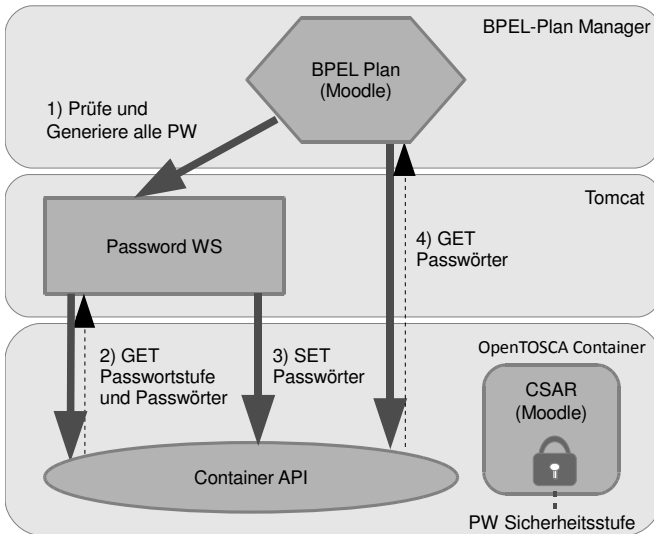 BPEL-Plan Manager
BPEL Plan
(Moodle)
1) Prüfe und
Generiere alle PW
Tomcat
Password WS
4) GET
Passwörter
2) GET
Passwortstufe
und Passwörter
3) SET
Passwörter
OpenTOSCA Container
CSAR
(Moodle)
Container API
PW Sicherheitsstufe